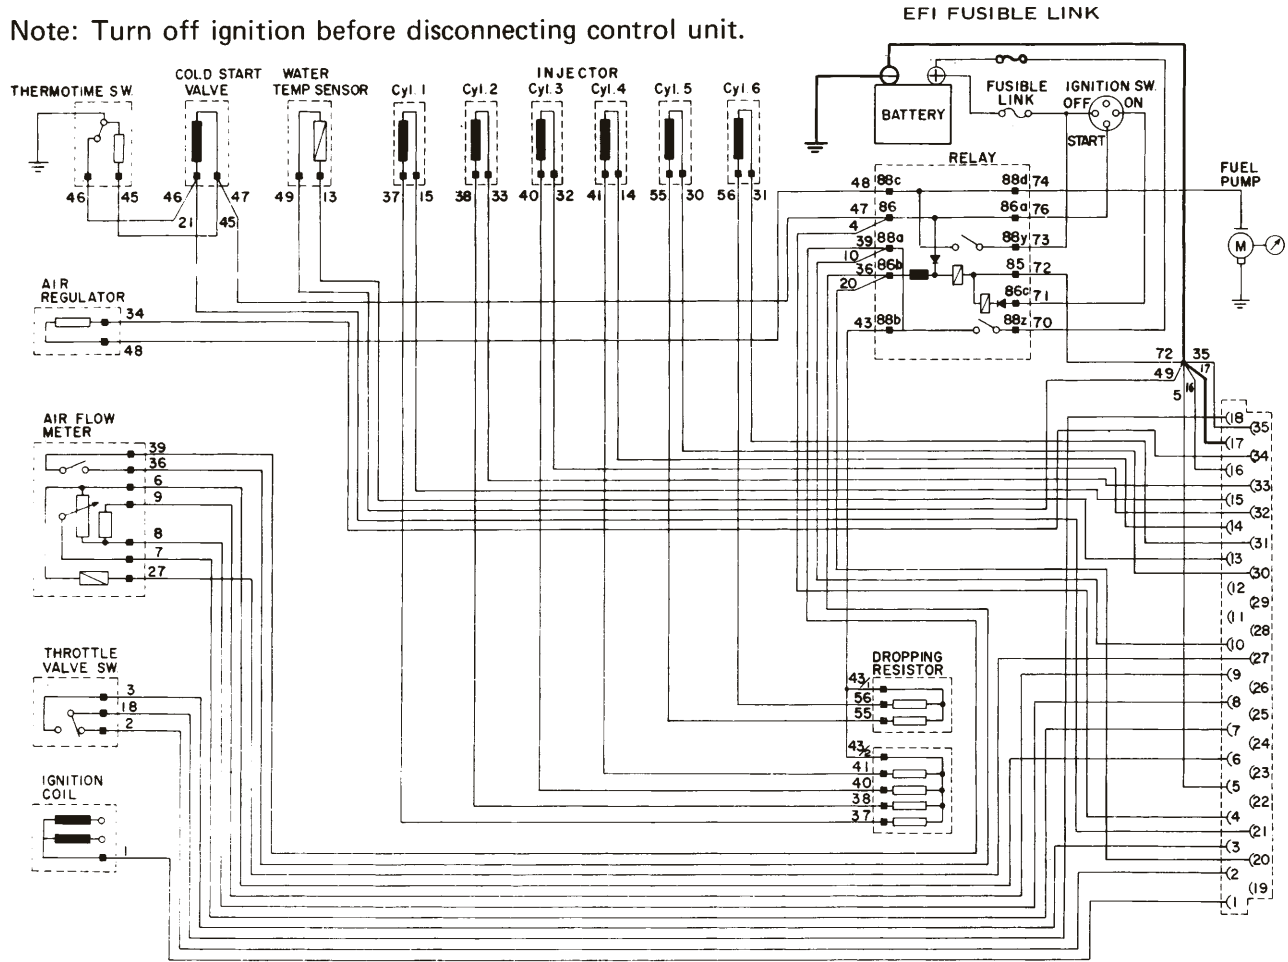 EFI FUSIBLE LINK
Note: Turn off ignition before disconnecting control unit.
THERMOTIME SW.
COLD START
VALVE
WATER
TEMP SENSOR
INJECTOR
Cyl. 1
Cyl. 2
Cyl. 3
Cyl. 4
Cyl. 5
Cyl. 6
BATTERY
FUSIBLE
LINK
IGNITION SW.
OFF
ON
START
RELAY
FUEL
PUMP
M
46
45
46
47
21
45
49
13
37
15
38
33
40
32
41
14
55
30
56
31
48
88c
88d
74
47
86
86a
76
4
39
88a
88y
73
10
36
86b
85
72
20
86c
71
43
88b
88z
70
AIR
REGULATOR
34
48
72
35
49
17
16
5
AIR FLOW
METER
39
36
6
9
8
7
27
THROTTLE
VALVE SW.
3
18
2
IGNITION
COIL
1
DROPPING
RESISTOR
43/1
56
55
43/2
41
40
38
37
(18
(35
(17
(34
(16
(33
(15
(32
(14
(31
(13
(30
(12
(29
(11
(28
(10
(27
(9
(26
(8
(25
(7
(24
(6
(23
(5
(22
(4
(21
(3
(20
(2
(19
(1